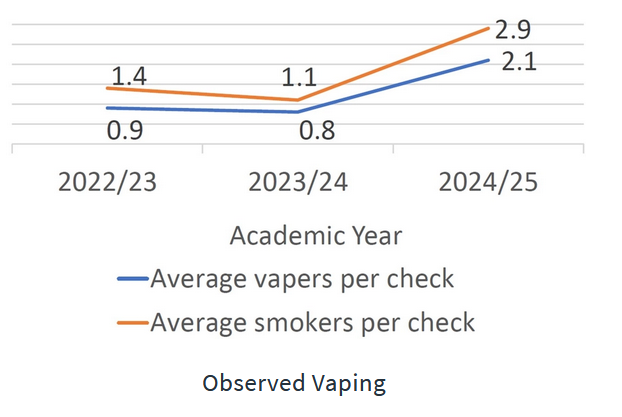 2.9
1.4 1.1 2.1
0.9 0.8
2022/23 2023/24 2024/25
Academic Year
Average vapers per check
Average smokers per check
Observed Vaping